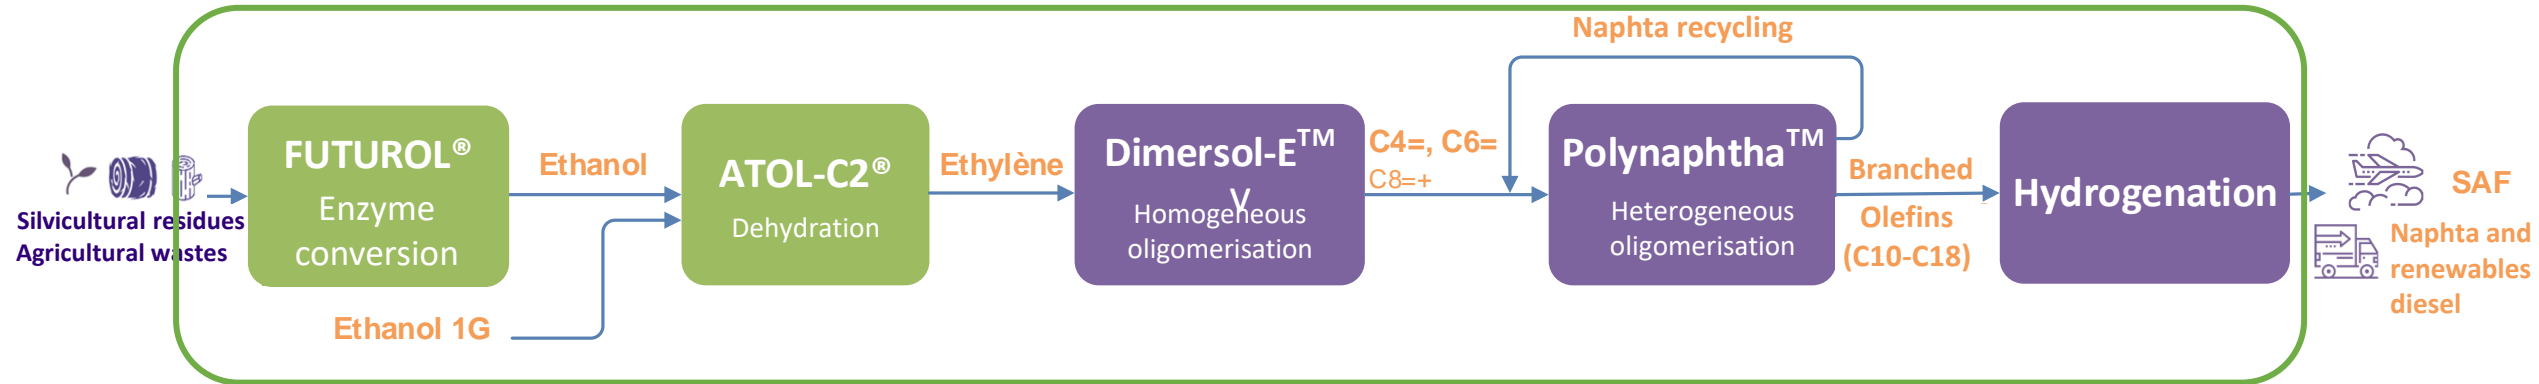 Naphta recycling
Silvicultural residues
Agricultural wastes
FUTUROL®
Enzyme
conversion
Ethanol
Ethanol 1G
ATOL-C2®
Dehydration
Ethylène
Dimersol-E™
V
Homogeneous
oligomerisation
C4=, C6=
C8=+
Polynaphtha™
Heterogeneous
oligomerisation
Branched
Olefins
(C10-C18)
Hydrogenation
SAF
Naphta and
renewables
diesel